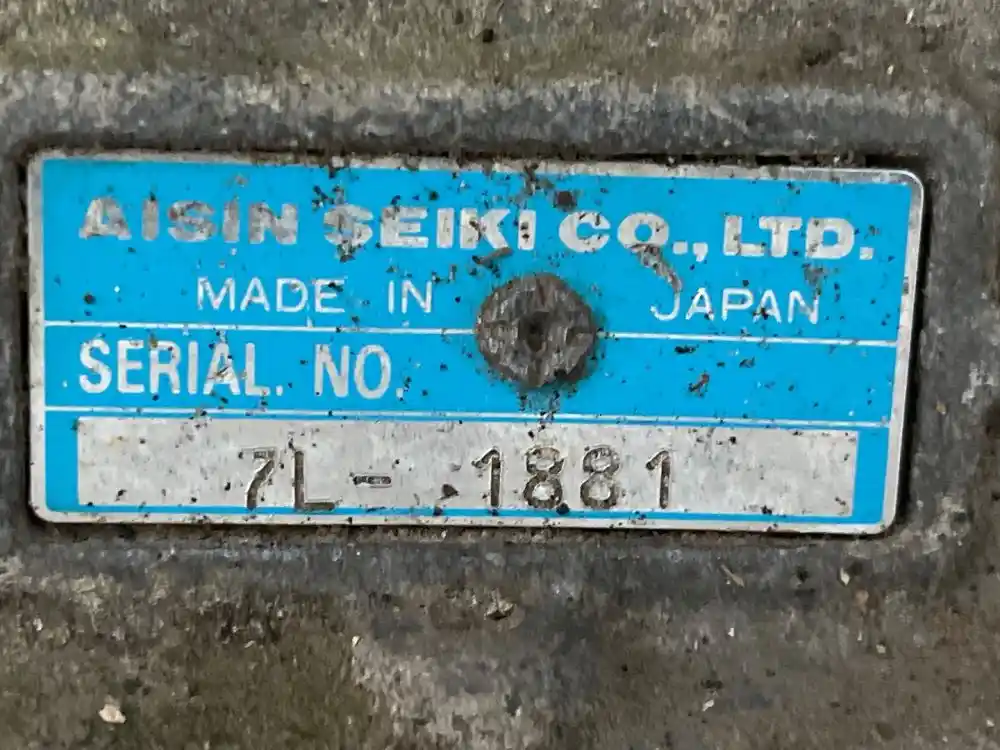 AISIN SEIKI CO., LTD.
MADE IN JAPAN
SERIAL. NO.
7L- 1881